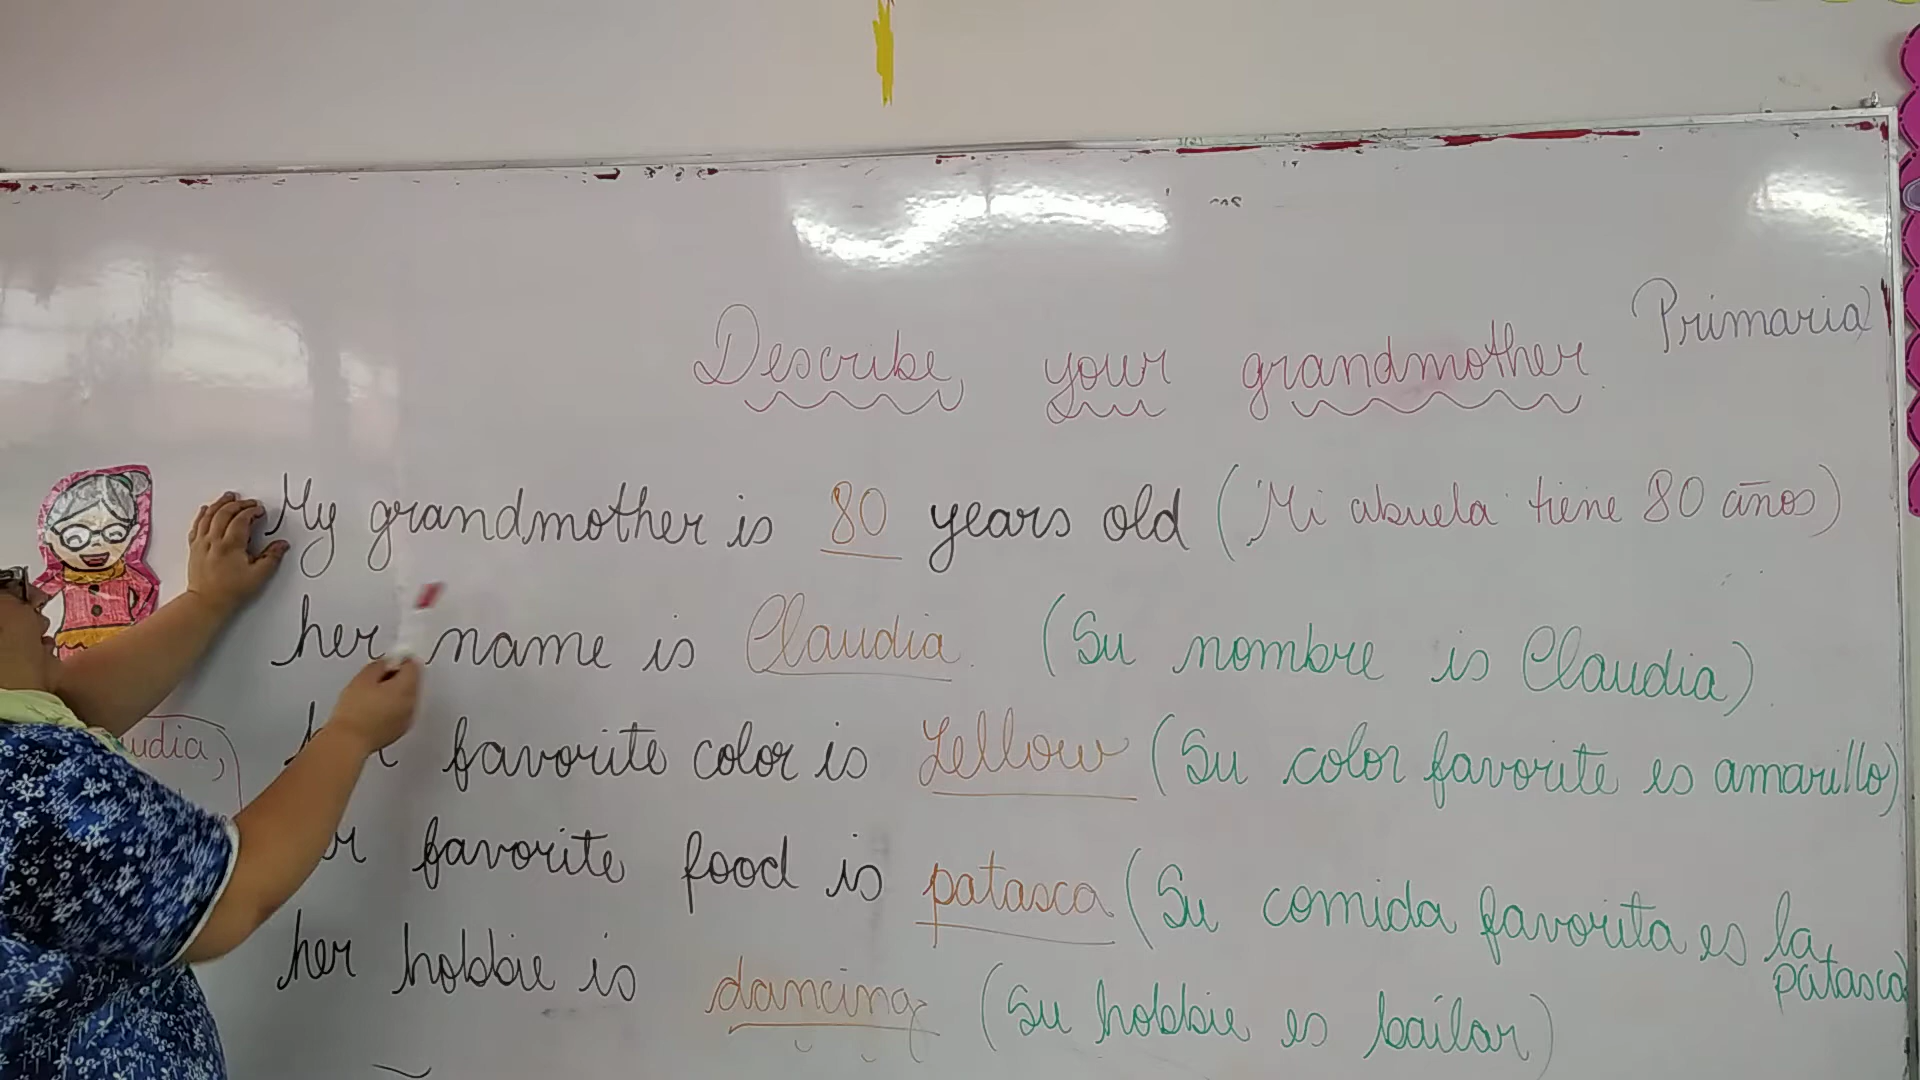 Primaria
Describe your grandmother
My grandmother is 80 years old (Mi abuela tiene 80 años)
her name is Claudia. (Su nombre is Claudia)
favorite color is Yellow (Su color favorite es amarillo)
favorite food is patasca (Su comida favorita es la patasca)
her hobbie is dancing (Su hobbie es bailar)